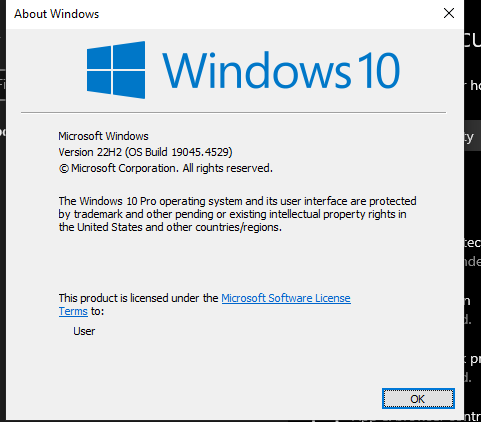 About Windows
Windows 10
Microsoft Windows
Version 22H2 (OS Build 19045.4529)
© Microsoft Corporation. All rights reserved.
The Windows 10 Pro operating system and its user interface are protected
by trademark and other pending or existing intellectual property rights in
the United States and other countries/regions.
This product is licensed under the Microsoft Software License
Terms to:
User
OK